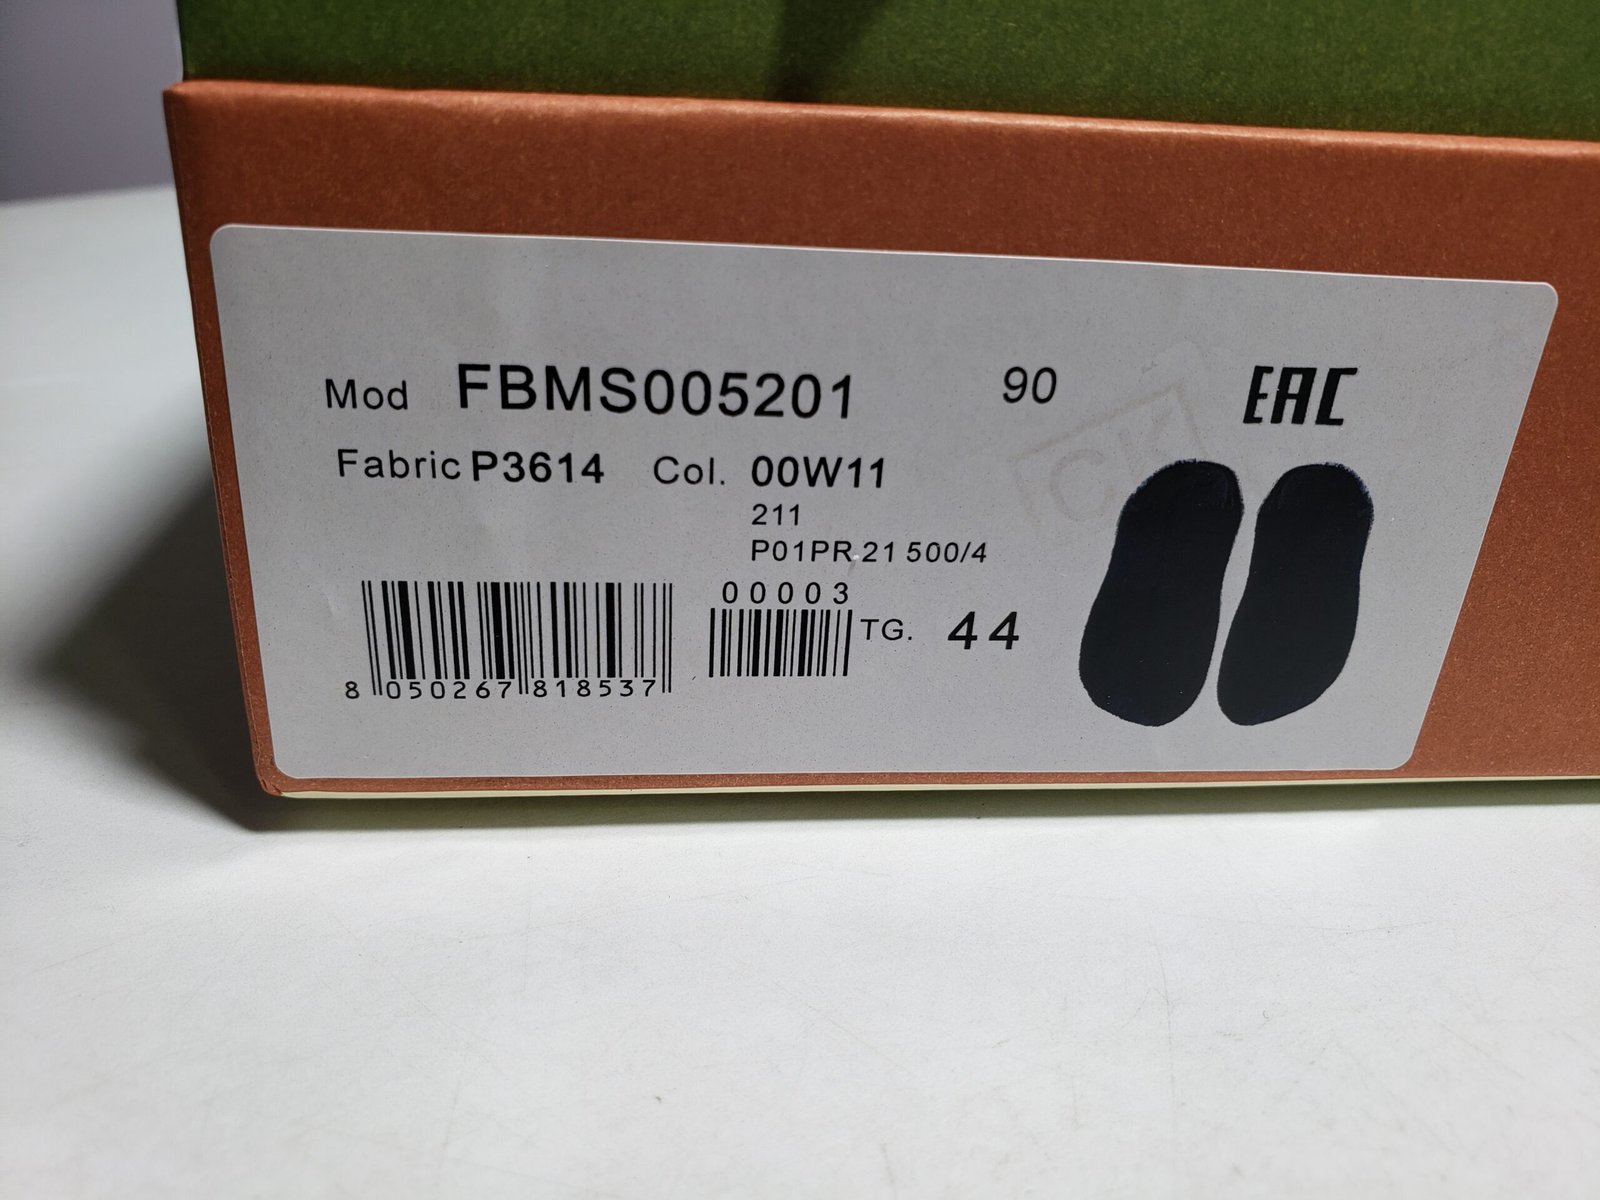 Mod FBMS005201 90 EAC
Fabric P3614 Col. 00W11
211
P01PR 21 500/4
00003
TG. 44
8 050267 818537